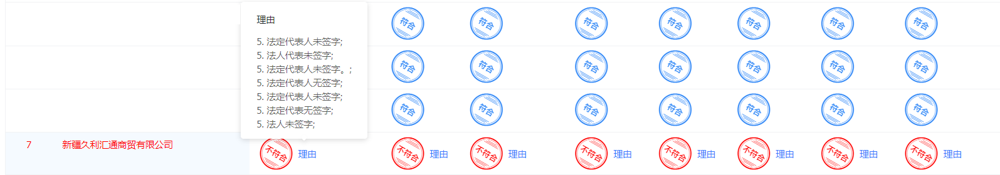 理由
5. 法定代表人未签字;
5. 法人代表未签字;
5. 法定代表人未签字。;
5. 法定代表人无签字;
5. 法定代表人未签字;
5. 法定代表无签字;
5. 法人未签字;
符合 符合 符合 符合 符合 符合 符合
符合 符合 符合 符合 符合 符合 符合
符合 符合 符合 符合 符合 符合 符合
7 新疆久利汇通商贸有限公司 不符合 理由 不符合 理由 不符合 理由 不符合 理由 不符合 理由 不符合 理由 不符合 理由 不符合 理由